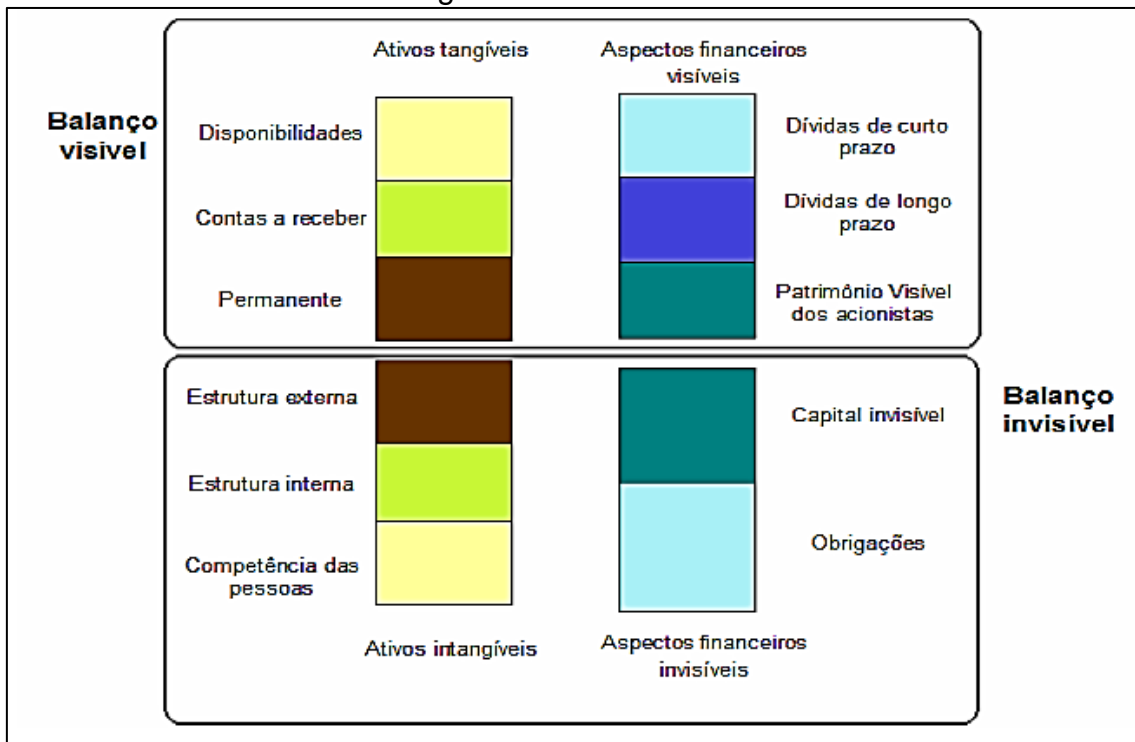 Ativos tangíveis
Aspectos financeiros
visíveis
Balanço
visível
Disponibilidades
Dívidas de curto
prazo
Contas a receber
Dívidas de longo
prazo
Permanente
Patrimônio Visível
dos acionistas
Estrutura externa
Capital invisível
Balanço
invisível
Estrutura interna
Obrigações
Competência das
pessoas
Ativos intangíveis
Aspectos financeiros
invisíveis